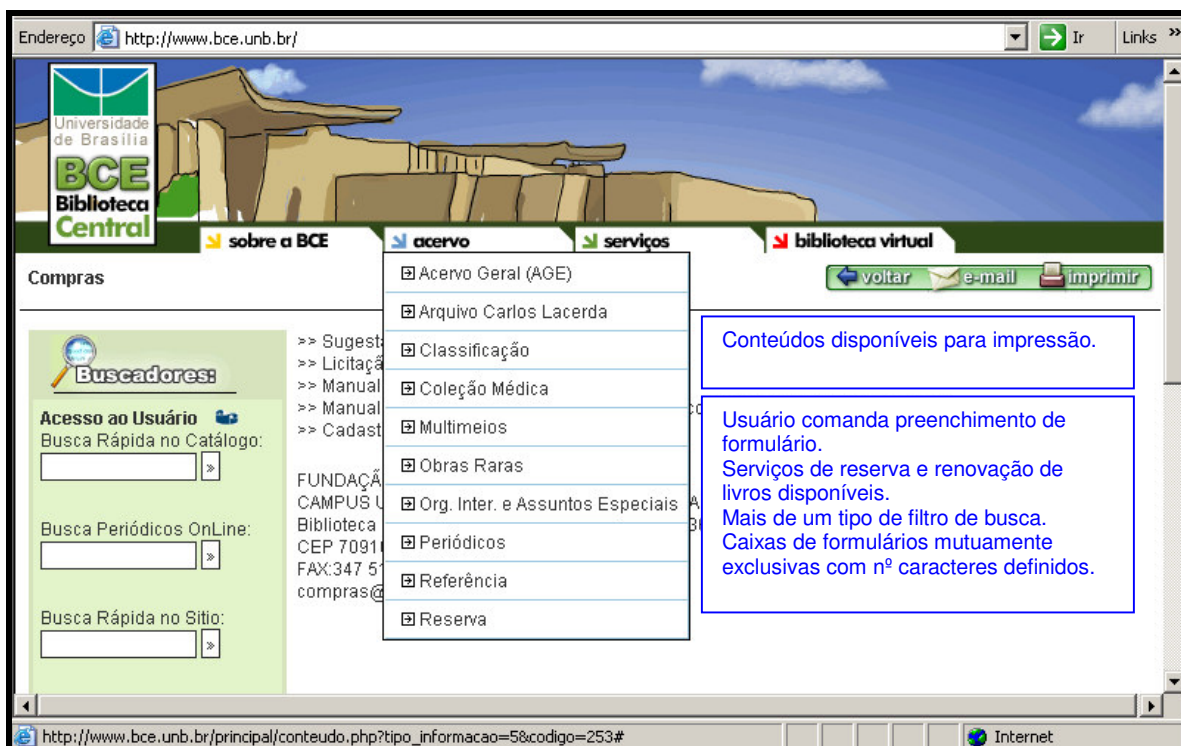 Endereço http://www.bce.unb.br/ Ir Links »
Universidade
de Brasília
BCE
Biblioteca
Central
sobre a BCE acervo serviços biblioteca virtual
Compras
voltar e-mail imprimir
Acervo Geral (AGE)
Arquivo Carlos Lacerda
Classificação
Coleção Médica
Multimeios
Obras Raras
Org. Inter. e Assuntos Especiais
Periódicos
Referência
Reserva
Buscadores:
Acesso ao Usuário
Busca Rápida no Catálogo:
»
Busca Periódicos OnLine:
»
Busca Rápida no Sitio:
»
>> Sugest
>> Licitaçã
>> Manual
>> Manual
>> Cadast
FUNDAÇÃ
CAMPUS U
Biblioteca
CEP 7091
FAX:347 5
compras@
Conteúdos disponíveis para impressão.
Usuário comanda preenchimento de
formulário.
Serviços de reserva e renovação de
livros disponíveis.
Mais de um tipo de filtro de busca.
Caixas de formulários mutuamente
exclusivas com nº caracteres definidos.
http://www.bce.unb.br/principal/conteudo.php?tipo_informacao=5&codigo=253# Internet